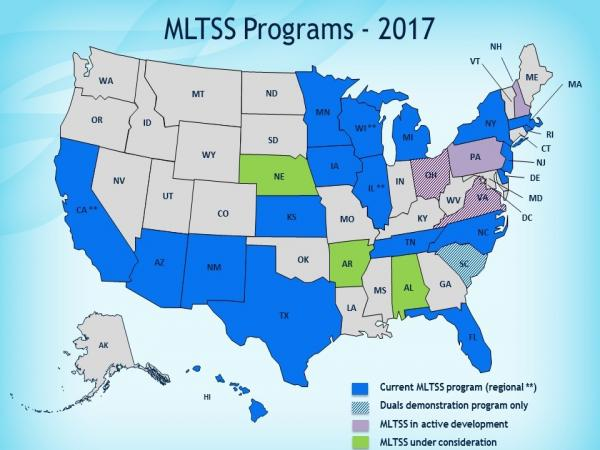 MLTSS Programs - 2017
NH
VT
ME
MA
WA
MT
ND
MN
OR
ID
SD
WI**
MI
NY
RI
CT
WY
IA
PA
NJ
NE
OH
DE
NV
IL**
IN
MD
UT
CO
WV
VA
DC
CA**
KS
MO
KY
NC
TN
AZ
NM
OK
AR
SC
MS
AL
GA
TX
LA
FL
AK
HI
Current MLTSS program (regional **)
Duals demonstration program only
MLTSS in active development
MLTSS under consideration